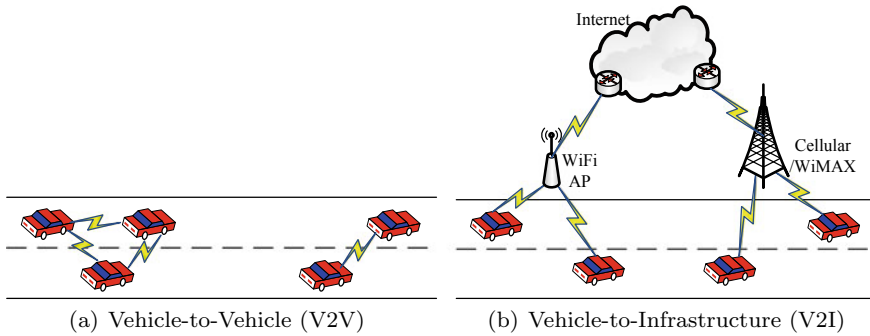 Internet
WiFi
AP
Cellular
/WiMAX
(a) Vehicle-to-Vehicle (V2V)
(b) Vehicle-to-Infrastructure (V2I)